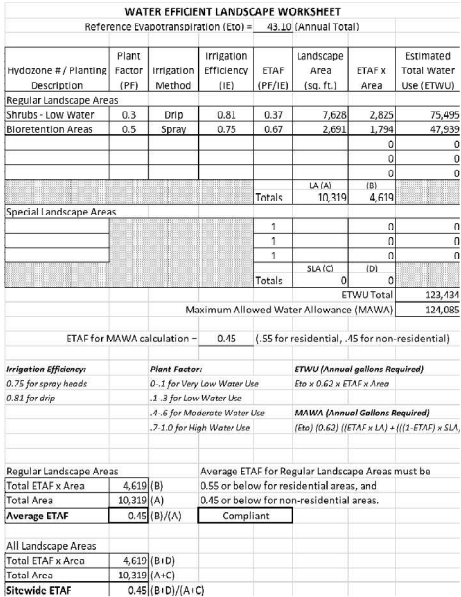 WATER EFFICIENT LANDSCAPE WORKSHEET
Reference Evapotranspiration (Eto) = 43.10 (Annual Total)
Hydozone # / Planting Description Plant Factor (PF) Irrigation Method Irrigation Efficiency (IE) ETAF (PF/IE) Landscape Area (sq. ft.) ETAF x Area Estimated Total Water Use (ETWU)
Regular Landscape Areas
Shrubs - Low Water 0.3 Drip 0.81 0.37 7,628 2,825 75,495
Bioretention Areas 0.5 Spray 0.75 0.67 2,691 1,794 47,939
0 0
0 0
0 0
LA (A) (B)
Totals 10,319 4,619
Special Landscape Areas
1 0 0
1 0 0
1 0 0
SLA (C) (D)
Totals 0 0
ETWU Total 123,434
Maximum Allowed Water Allowance (MAWA) 124,085
ETAF for MAWA calculation = 0.45 (.55 for residential, .45 for non-residential)
Irrigation Efficiency: Plant Factor: ETWU (Annual gallons Required)
0.75 for spray heads 0-.1 for Very Low Water Use Eto x 0.62 x ETAF x Area
0.81 for drip .1-.3 for Low Water Use
.4-.6 for Moderate Water Use MAWA (Annual Gallons Required)
.7-1.0 for High Water Use (Eto) (0.62) ((ETAF x LA) + (((1-ETAF) x SLA
Regular Landscape Areas Average ETAF for Regular Landscape Areas must be
Total ETAF x Area 4,619 (B) 0.55 or below for residential areas, and
Total Area 10,319 (A) 0.45 or below for non-residential areas.
Average ETAF 0.45 (B)/(A) Compliant
All Landscape Areas
Total ETAF x Area 4,619 (B+D)
Total Area 10,319 (A+C)
Sitewide ETAF 0.45 (B+D)/(A+C)